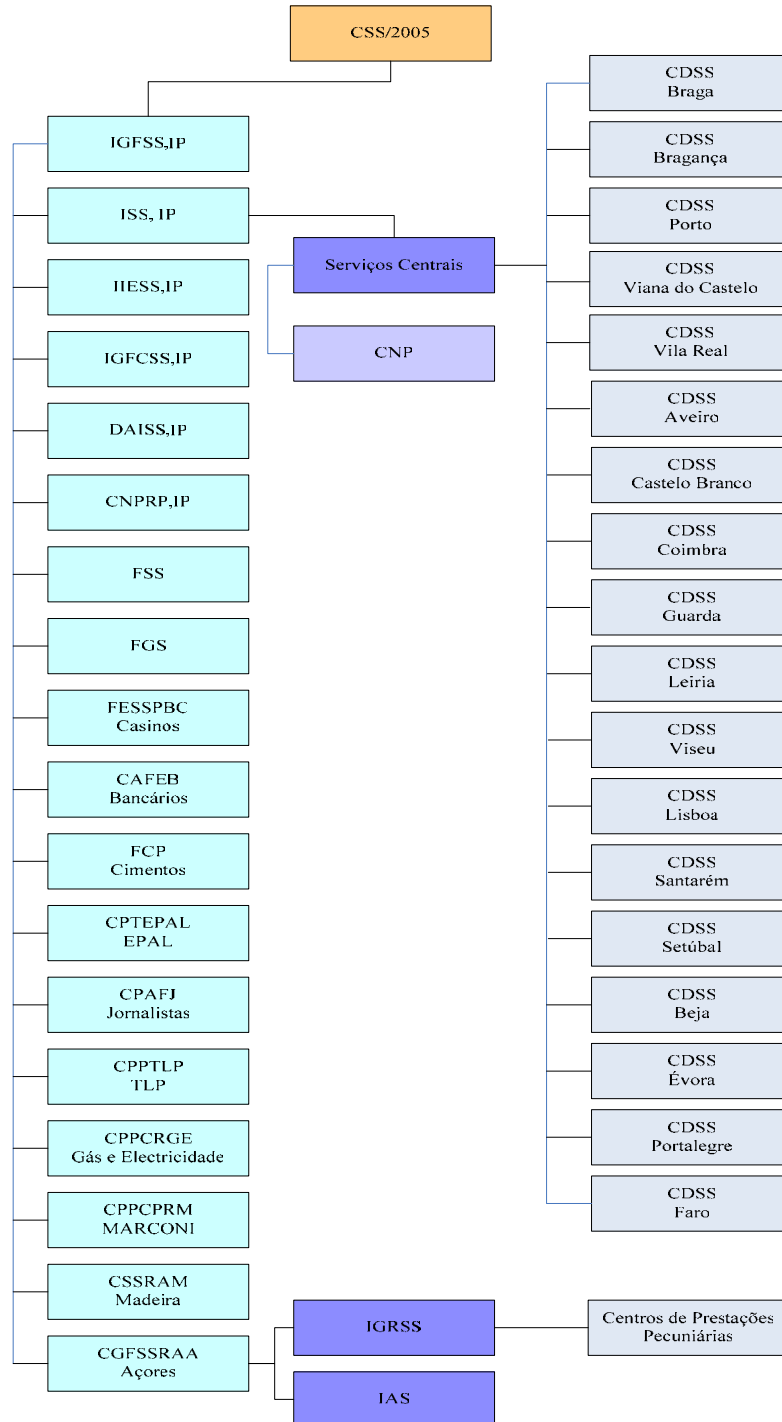 CSS/2005
IGFSS,IP
ISS, IP
IIESS,IP
IGFCSS,IP
DAISS,IP
CNPRP,IP
FSS
FGS
FESSPBC
Casinos
CAFEB
Bancários
FCP
Cimentos
CPTEPAL
EPAL
CPAFJ
Jornalistas
CPPTLP
TLP
CPPCRGE
Gás e Electricidade
CPPCPRM
MARCONI
CSSRAM
Madeira
CGFSSRAA
Açores
Serviços Centrais
CNP
IGRSS
IAS
CDSS
Braga
CDSS
Bragança
CDSS
Porto
CDSS
Viana do Castelo
CDSS
Vila Real
CDSS
Aveiro
CDSS
Castelo Branco
CDSS
Coimbra
CDSS
Guarda
CDSS
Leiria
CDSS
Viseu
CDSS
Lisboa
CDSS
Santarém
CDSS
Setúbal
CDSS
Beja
CDSS
Évora
CDSS
Portalegre
CDSS
Faro
Centros de Prestações
Pecuniárias